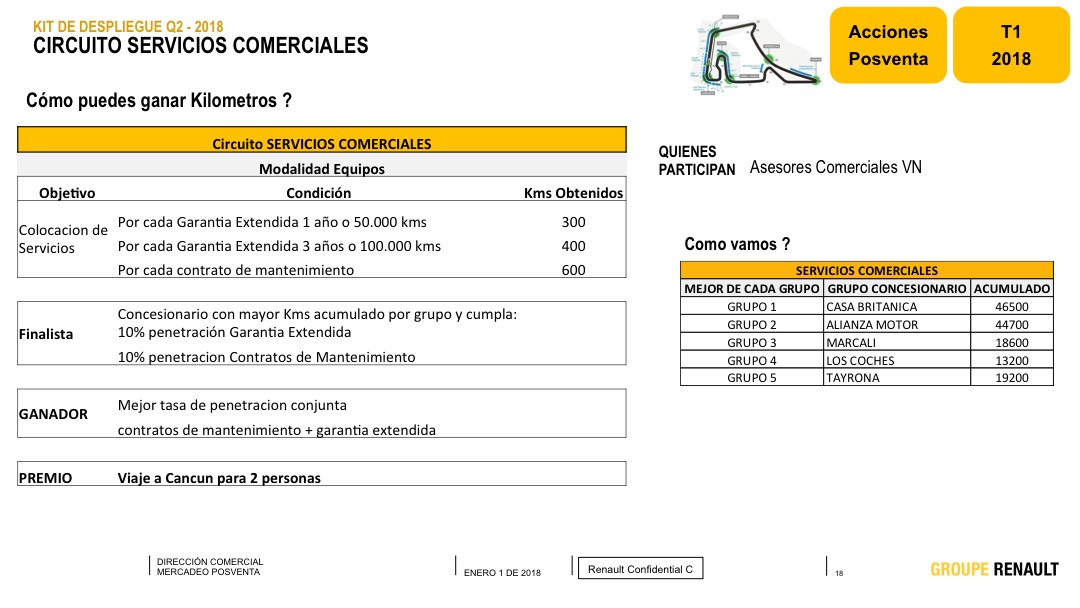 KIT DE DESPLIEGUE Q2 - 2018
CIRCUITO SERVICIOS COMERCIALES
Acciones
Posventa
T1
2018
Cómo puedes ganar Kilometros ?
Circuito SERVICIOS COMERCIALES
Modalidad Equipos
Objetivo Condición Kms Obtenidos
Colocacion de
Servicios
Por cada Garantia Extendida 1 año o 50.000 kms 300
Por cada Garantia Extendida 3 años o 100.000 kms 400
Por cada contrato de mantenimiento 600
Finalista
Concesionario con mayor Kms acumulado por grupo y cumpla:
10% penetración Garantia Extendida
10% penetracion Contratos de Mantenimiento
GANADOR
Mejor tasa de penetracion conjunta
contratos de mantenimiento + garantia extendida
PREMIO Viaje a Cancun para 2 personas
QUIENES
PARTICIPAN
Asesores Comerciales VN
Como vamos ?
SERVICIOS COMERCIALES
MEJOR DE CADA GRUPO GRUPO CONCESIONARIO ACUMULADO
GRUPO 1 CASA BRITANICA 46500
GRUPO 2 ALIANZA MOTOR 44700
GRUPO 3 MARCALI 18600
GRUPO 4 LOS COCHES 13200
GRUPO 5 TAYRONA 19200
DIRECCIÓN COMERCIAL
MERCADEO POSVENTA
ENERO 1 DE 2018
Renault Confidential C
18
GROUPE RENAULT